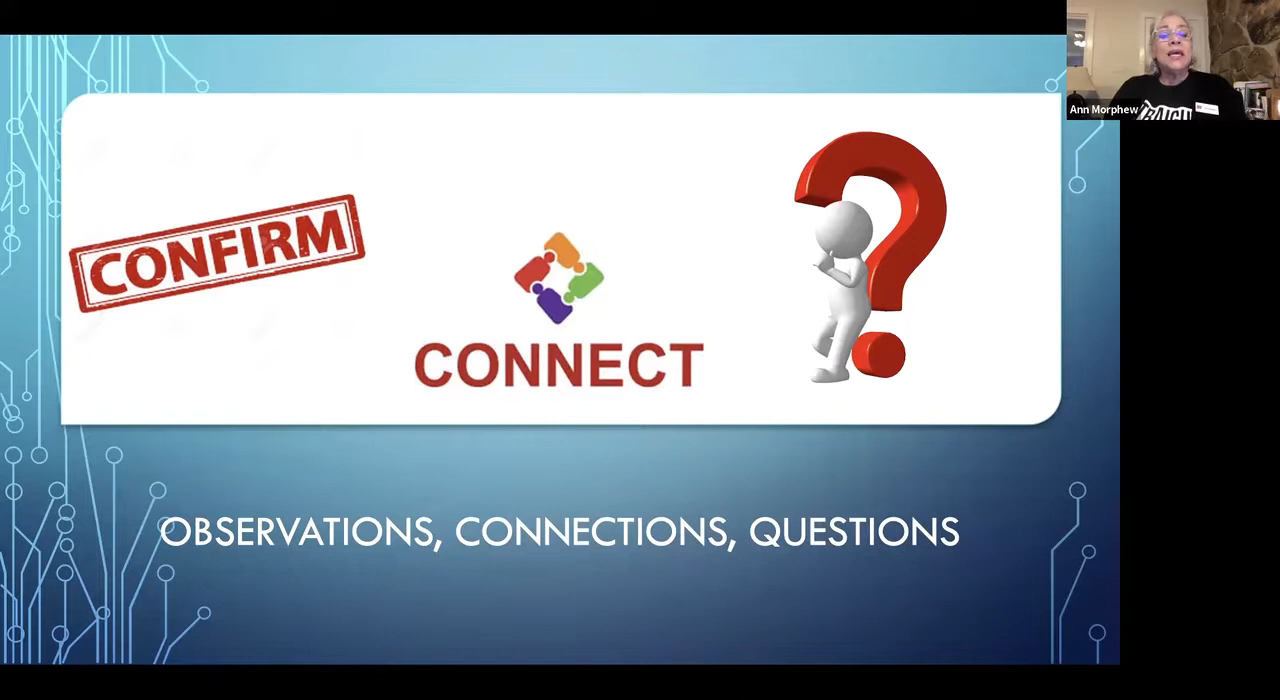 CONFIRM
CONNECT
OBSERVATIONS, CONNECTIONS, QUESTIONS
Ann Morphew